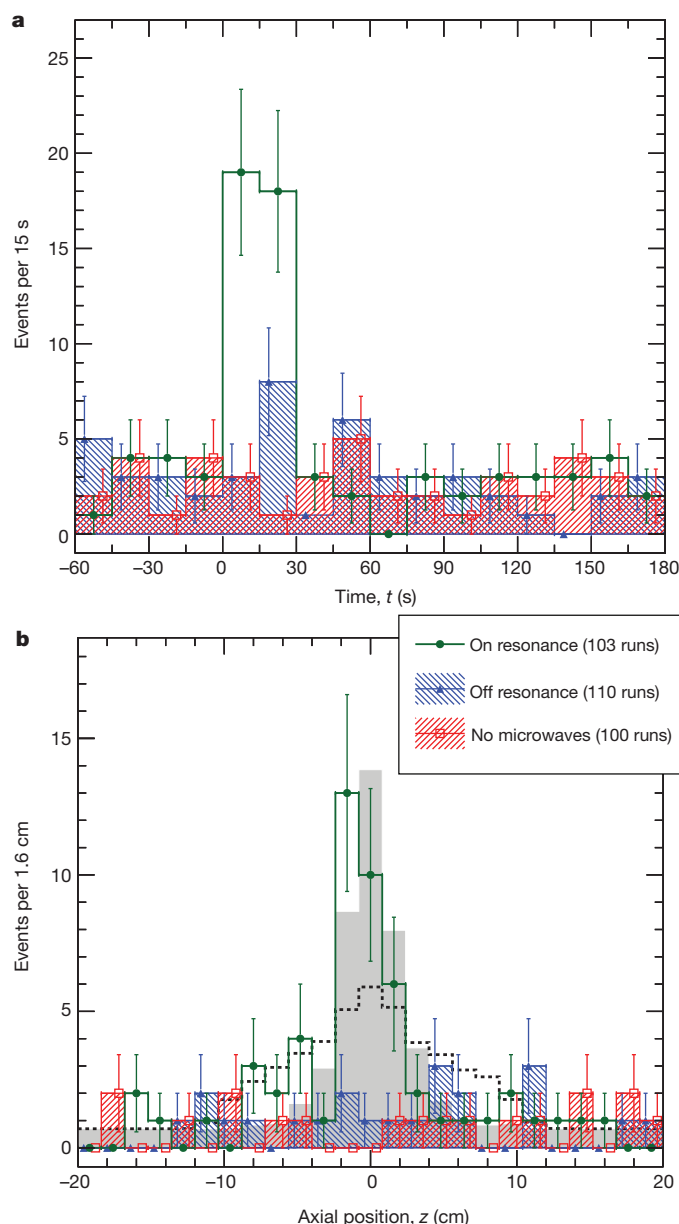 a
25
20
15
10
5
0
Events per 15 s
−60 −30 0 30 60 90 120 150 180
Time, t (s)
b
On resonance (103 runs)
Off resonance (110 runs)
No microwaves (100 runs)
15
10
5
0
Events per 1.6 cm
−20 −10 0 10 20
Axial position, z (cm)